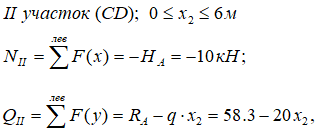 II участок (CD); 0 ≤ x₂ ≤ 6м
N_II = ∑^лев F(x) = −H_A = −10кН;
Q_II = ∑^лев F(y) = R_A − q · x₂ = 58.3 − 20x₂,